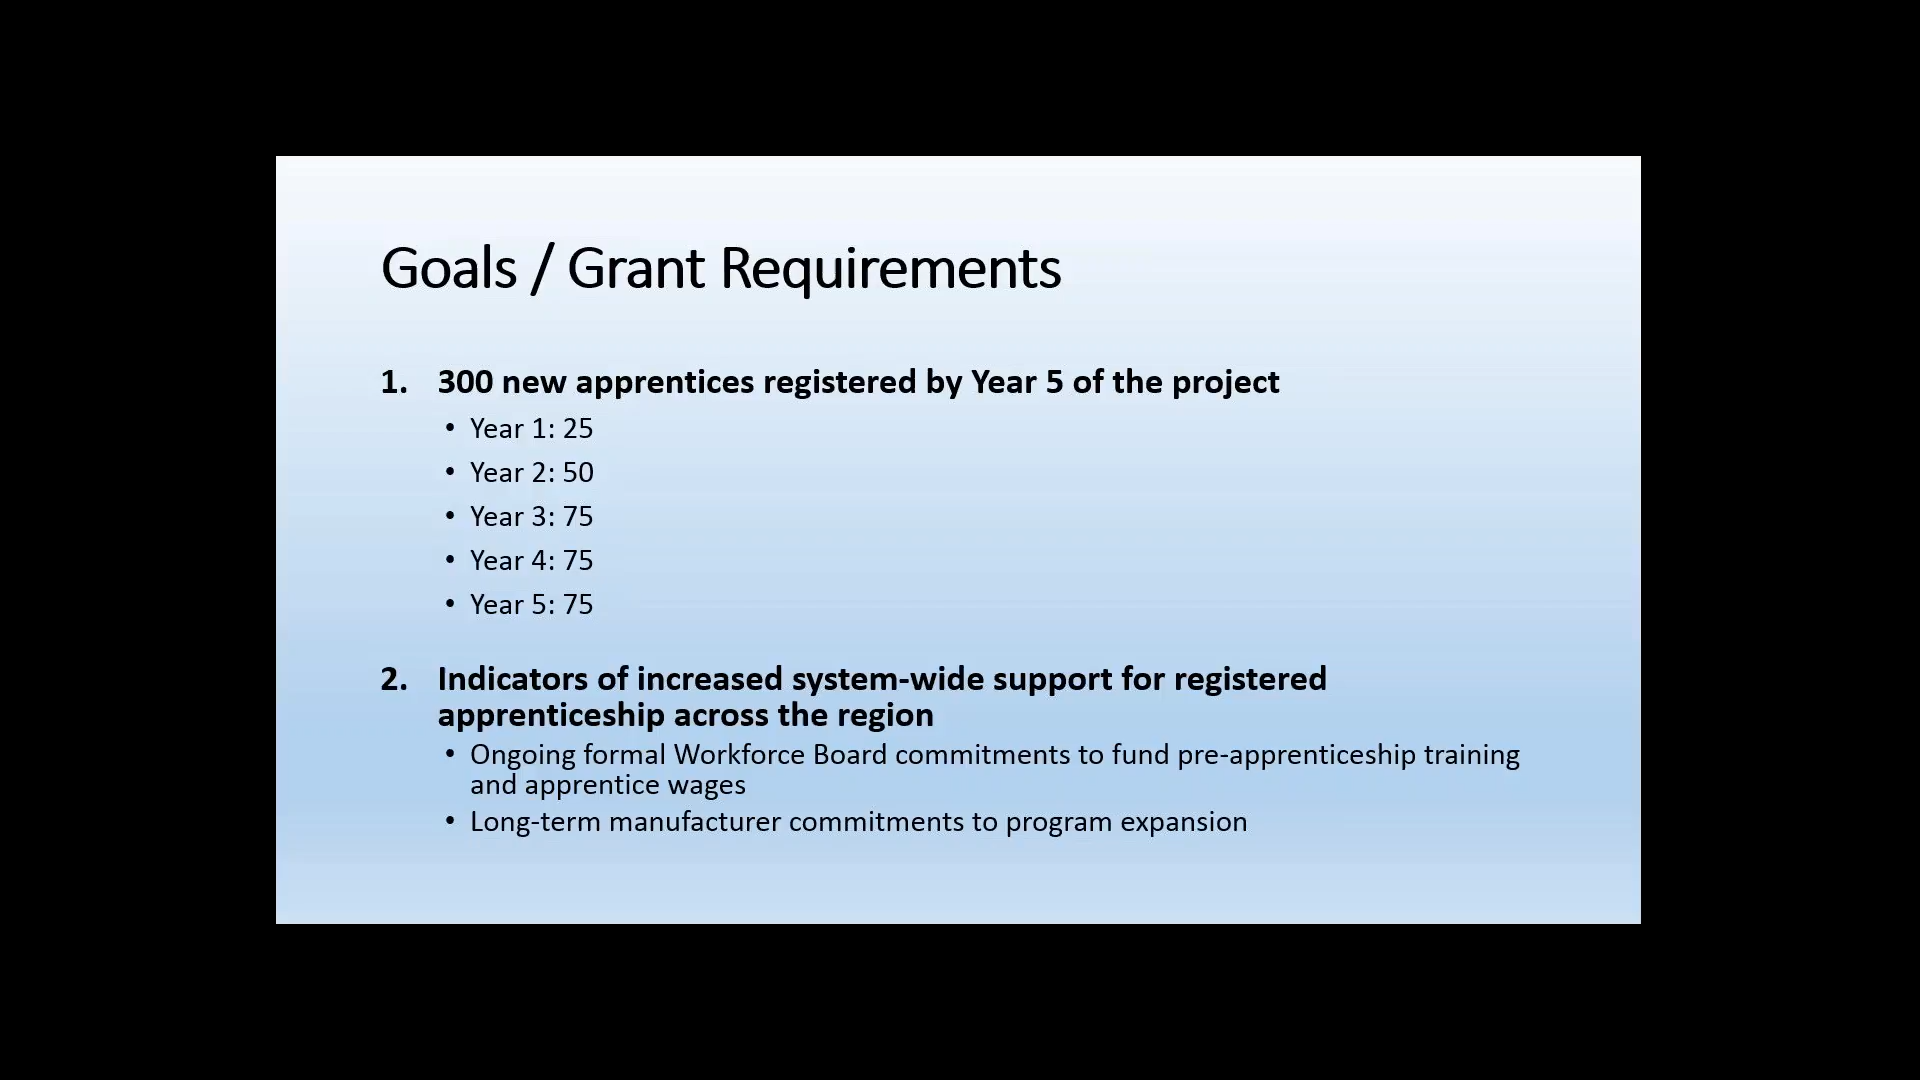 Goals / Grant Requirements
1. 300 new apprentices registered by Year 5 of the project
• Year 1: 25
• Year 2: 50
• Year 3: 75
• Year 4: 75
• Year 5: 75
2. Indicators of increased system-wide support for registered
apprenticeship across the region
• Ongoing formal Workforce Board commitments to fund pre-apprenticeship training
and apprentice wages
• Long-term manufacturer commitments to program expansion